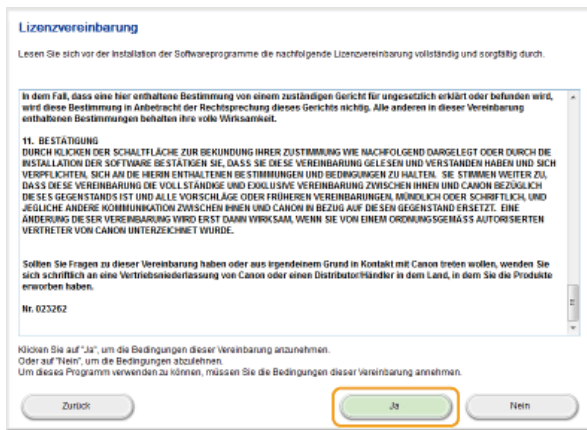 Lizenzvereinbarung
Lesen Sie sich vor der Installation der Softwareprogramme die nachfolgende Lizenzvereinbarung vollständig und sorgfältig durch.
In dem Fall, dass eine hier enthaltene Bestimmung von einem zuständigen Gericht für ungesetzlich erklärt oder befunden wird,
wird diese Bestimmung in Anbetracht der Rechtsprechung dieses Gerichts nichtig. Alle anderen in dieser Vereinbarung
enthaltenen Bestimmungen behalten ihre volle Wirksamkeit.
11. BESTÄTIGUNG
DURCH KLICKEN DER SCHALTFLÄCHE ZUR BEKUNDUNG IHRER ZUSTIMMUNG WIE NACHFOLGEND DARGELEGT ODER DURCH DIE
INSTALLATION DER SOFTWARE BESTÄTIGEN SIE, DASS SIE DIESE VEREINBARUNG GELESEN UND VERSTANDEN HABEN UND SICH
VERPFLICHTEN, SICH AN DIE HIERIN ENTHALTENEN BESTIMMUNGEN UND BEDINGUNGEN ZU HALTEN. SIE STIMMEN WEITER ZU,
DASS DIESE VEREINBARUNG DIE VOLLSTÄNDIGE UND EXKLUSIVE VEREINBARUNG ZWISCHEN IHNEN UND CANON BEZÜGLICH
DIESES GEGENSTANDS IST UND ALLE VORSCHLÄGE ODER FRÜHEREN VEREINBARUNGEN, MÜNDLICH ODER SCHRIFTLICH, UND
JEGLICHE ANDERE KOMMUNIKATION ZWISCHEN IHNEN UND CANON IN BEZUG AUF DIESEN GEGENSTAND ERSETZT. EINE
ÄNDERUNG DIESER VEREINBARUNG WIRD ERST DANN WIRKSAM, WENN SIE VON EINEM ORDNUNGSGEMÄSS AUTORISIERTEN
VERTRETER VON CANON UNTERZEICHNET WURDE.
Sollten Sie Fragen zu dieser Vereinbarung haben oder aus irgendeinem Grund in Kontakt mit Canon treten wollen, wenden Sie
sich schriftlich an eine Vertriebsniederlassung von Canon oder einen Distributor/Händler in dem Land, in dem Sie die Produkte
erworben haben.
Nr. 023262
Klicken Sie auf "Ja", um die Bedingungen dieser Vereinbarung anzunehmen.
Oder auf "Nein", um die Bedingungen abzulehnen.
Um dieses Programm verwenden zu können, müssen Sie die Bedingungen dieser Vereinbarung annehmen.
Zurück Ja Nein